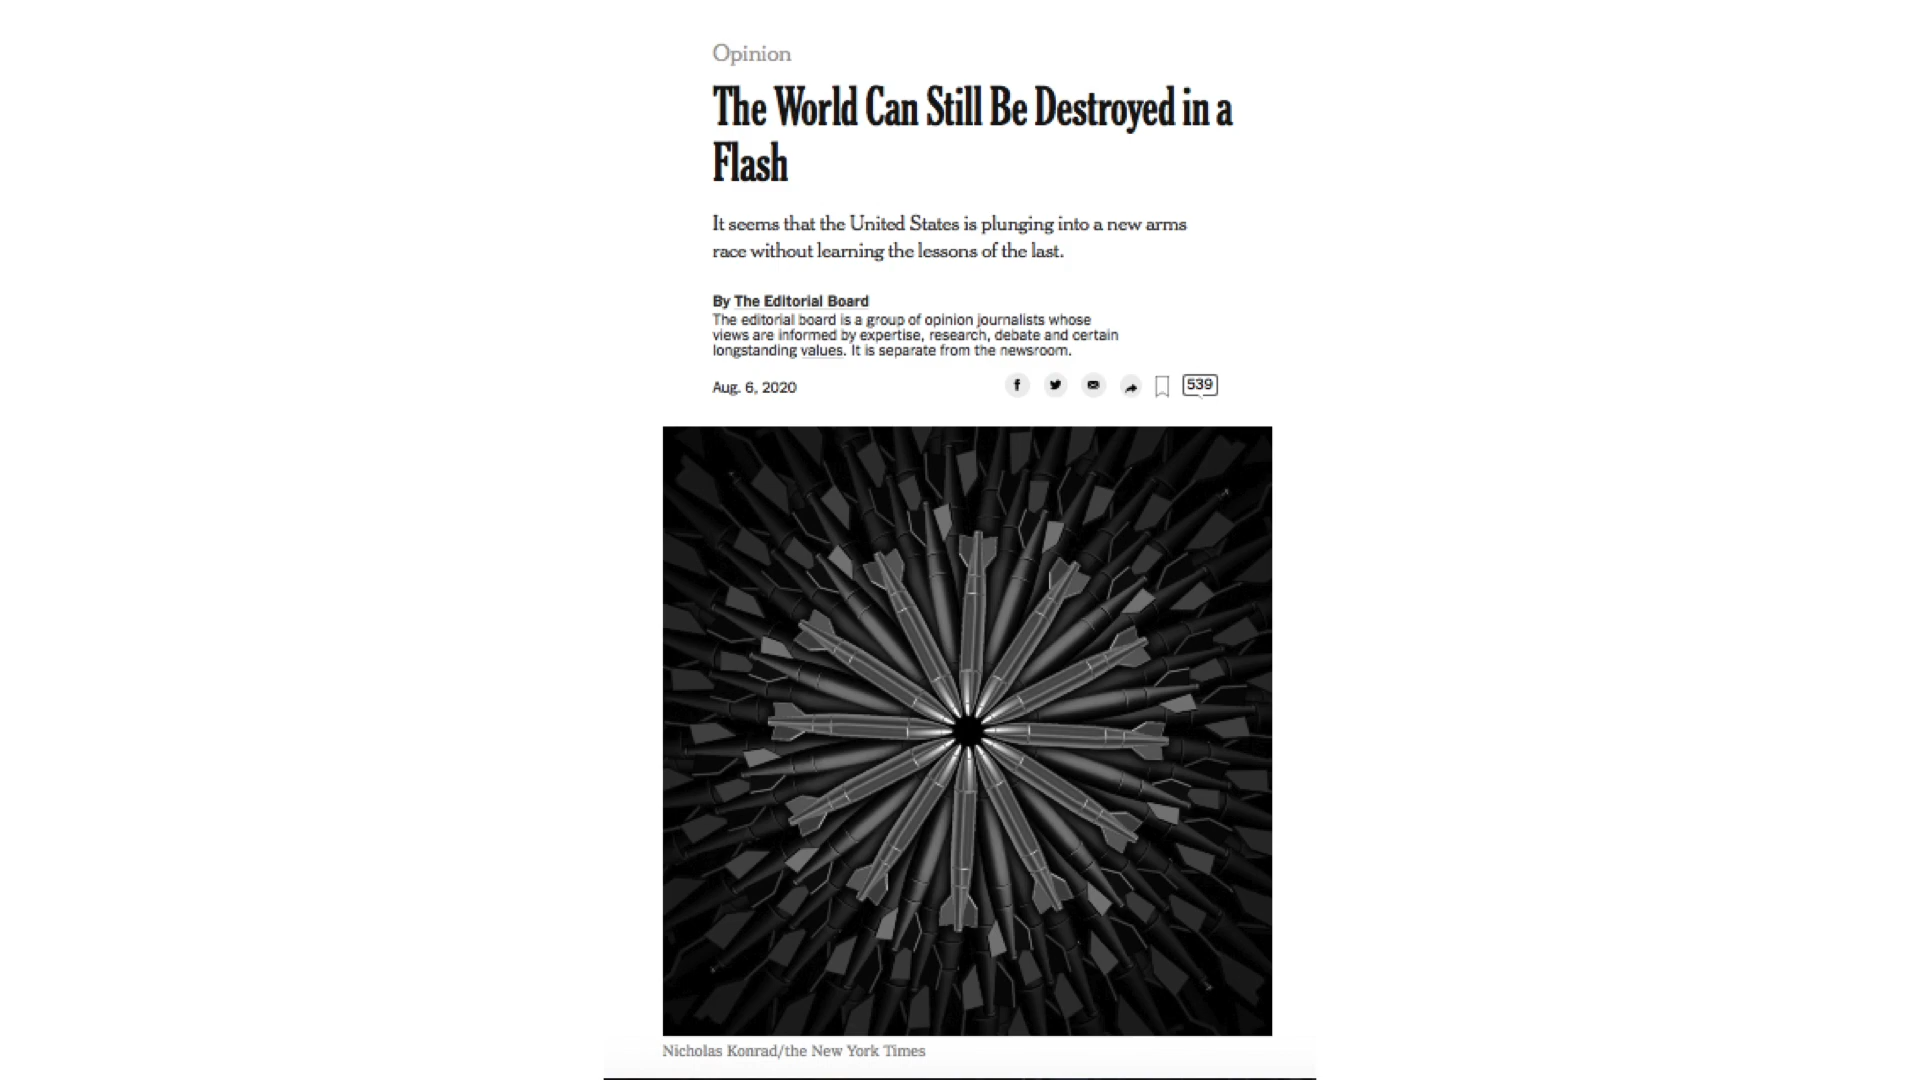 Opinion
The World Can Still Be Destroyed in a
Flash
It seems that the United States is plunging into a new arms
race without learning the lessons of the last.
By The Editorial Board
The editorial board is a group of opinion journalists whose
views are informed by expertise, research, debate and certain
longstanding values. It is separate from the newsroom.
Aug. 6, 2020
539
Nicholas Konrad/the New York Times